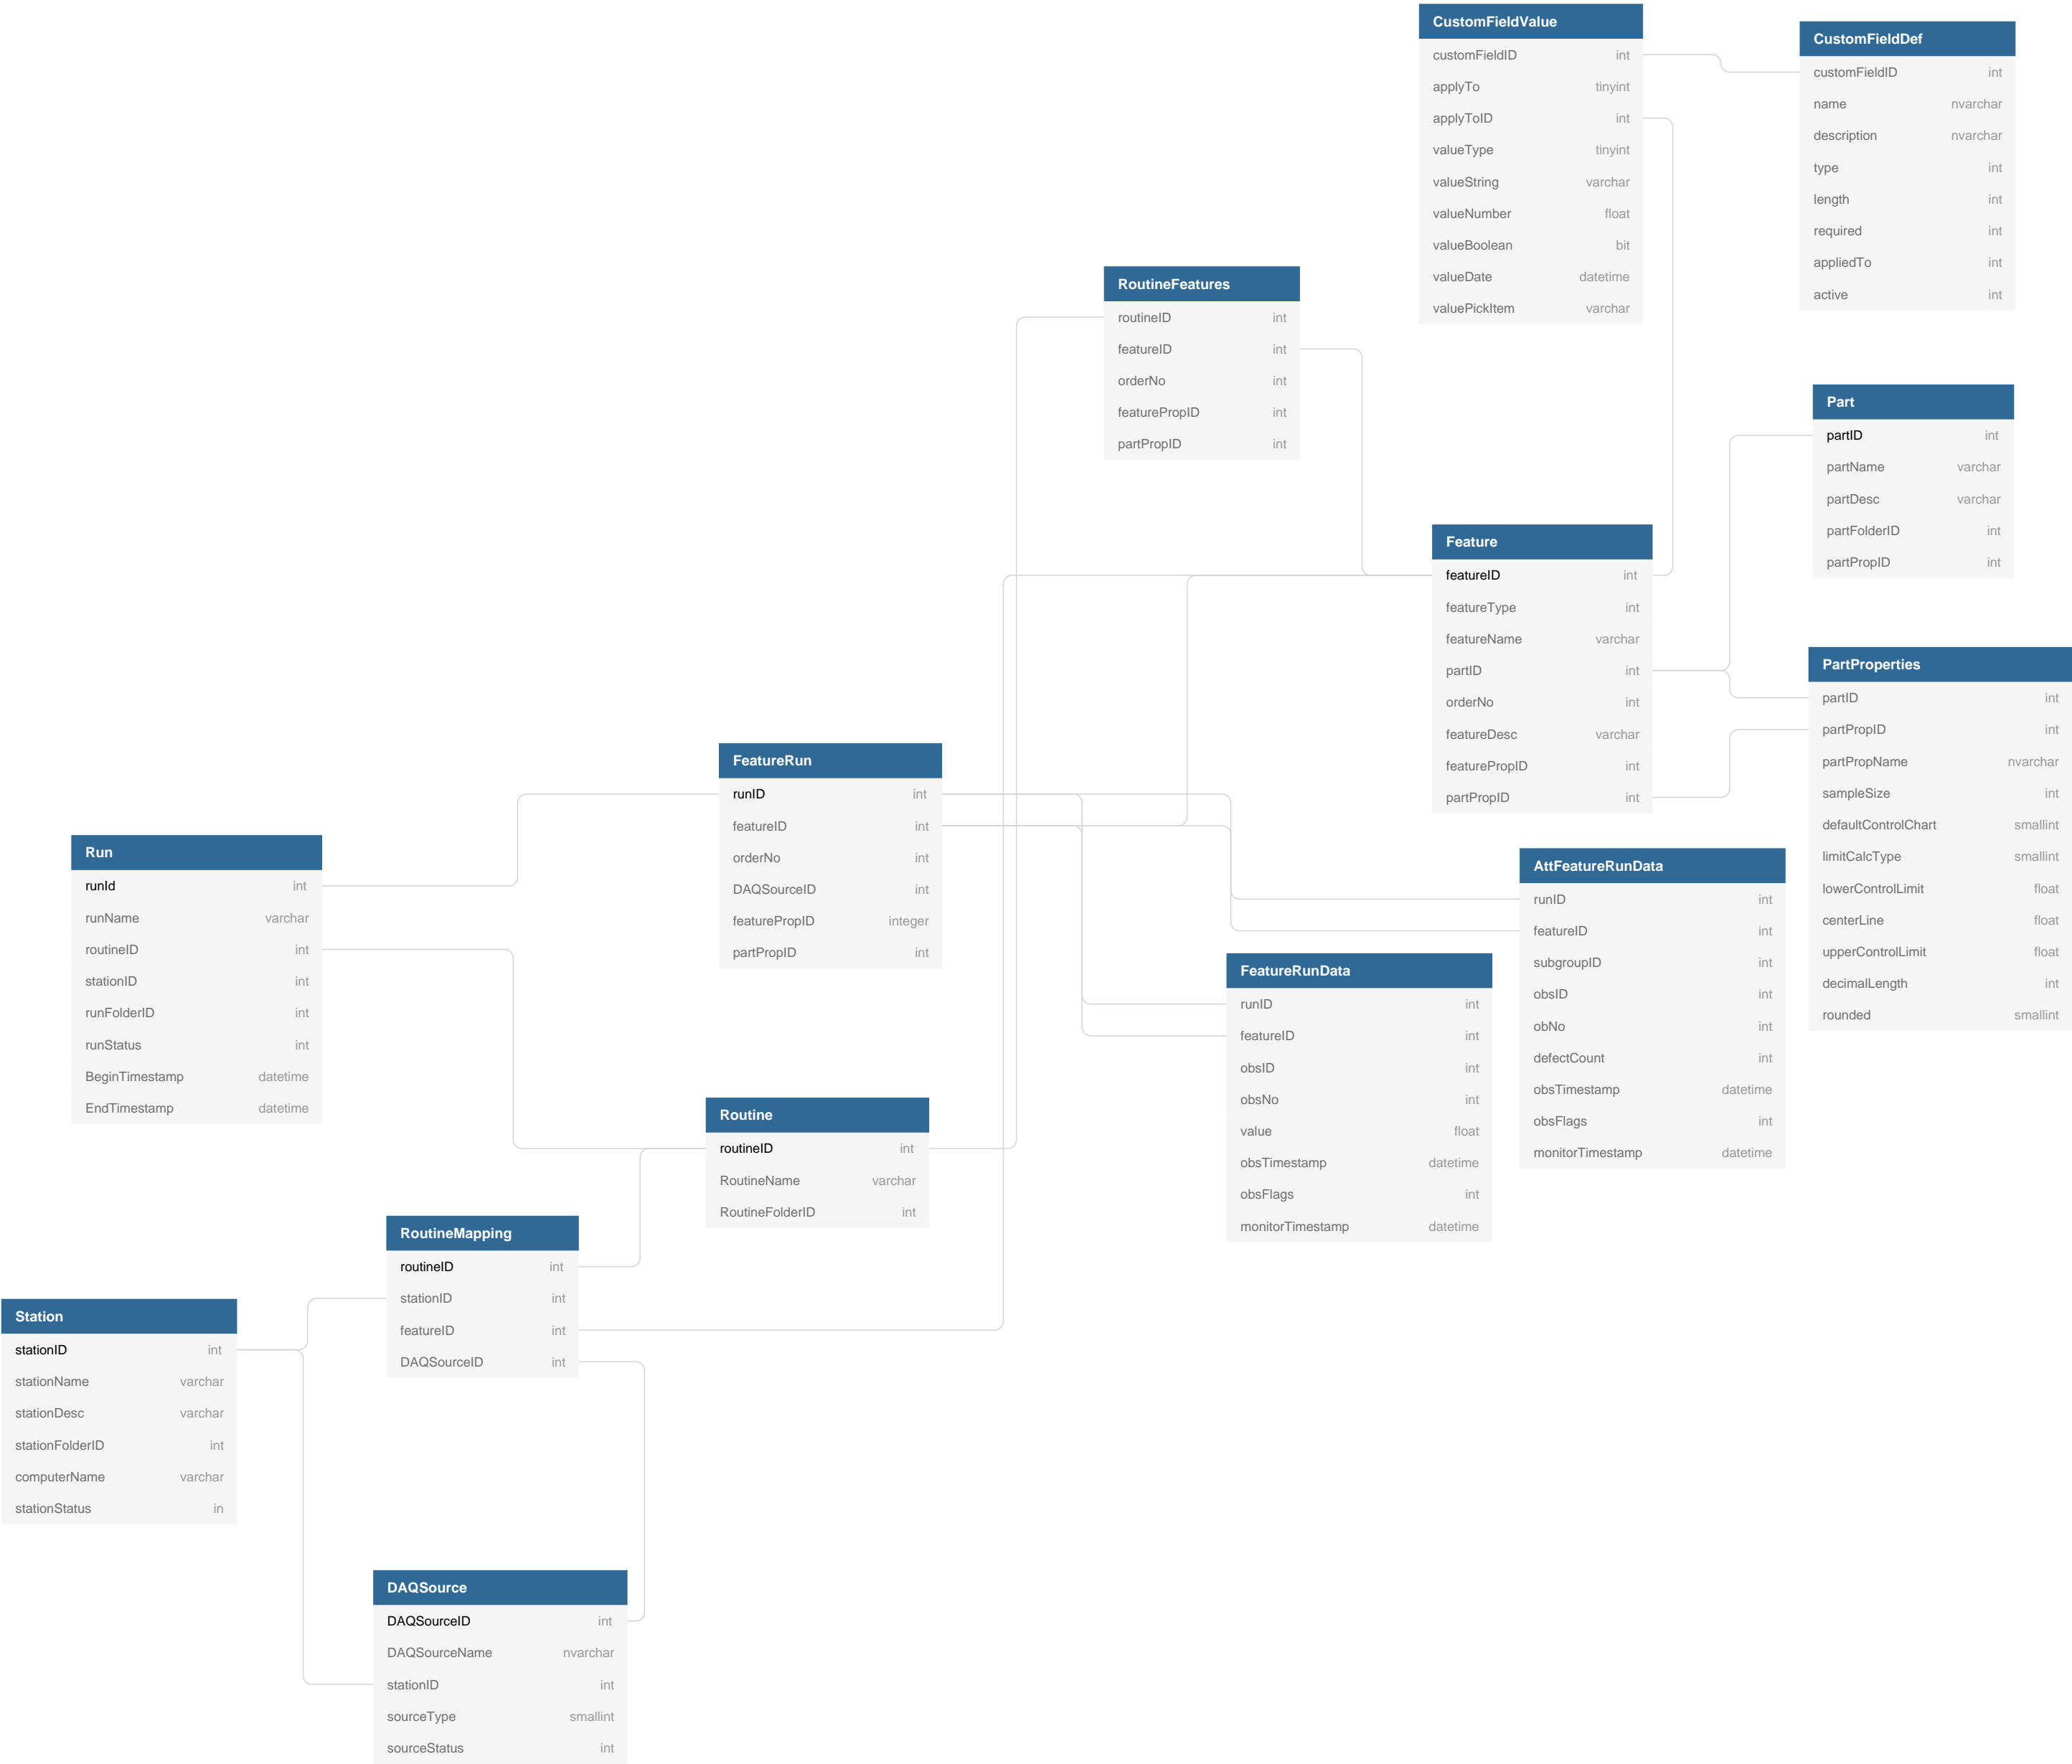 CustomFieldValue
customFieldID int
applyTo tinyint
applyToID int
valueType tinyint
valueString varchar
valueNumber float
valueBoolean bit
valueDate datetime
valuePickItem varchar
CustomFieldDef
customFieldID int
name nvarchar
description nvarchar
type int
length int
required int
appliedTo int
active int
RoutineFeatures
routineID int
featureID int
orderNo int
featurePropID int
partPropID int
Part
partID int
partName varchar
partDesc varchar
partFolderID int
partPropID int
Feature
featureID int
featureType int
featureName varchar
partID int
orderNo int
featureDesc varchar
featurePropID int
partPropID int
PartProperties
partID int
partPropID int
partPropName nvarchar
sampleSize int
defaultControlChart smallint
limitCalcType smallint
lowerControlLimit float
centerLine float
upperControlLimit float
decimalLength int
rounded smallint
FeatureRun
runID int
featureID int
orderNo int
DAQSourceID int
featurePropID integer
partPropID int
Run
runId int
runName varchar
routineID int
stationID int
runFolderID int
runStatus int
BeginTimestamp datetime
EndTimestamp datetime
AttFeatureRunData
runID int
featureID int
subgroupID int
obsID int
obNo int
defectCount int
obsTimestamp datetime
obsFlags int
monitorTimestamp datetime
FeatureRunData
runID int
featureID int
obsID int
obsNo int
value float
obsTimestamp datetime
obsFlags int
monitorTimestamp datetime
Routine
routineID int
RoutineName varchar
RoutineFolderID int
RoutineMapping
routineID int
stationID int
featureID int
DAQSourceID int
Station
stationID int
stationName varchar
stationDesc varchar
stationFolderID int
computerName varchar
stationStatus in
DAQSource
DAQSourceID int
DAQSourceName nvarchar
stationID int
sourceType smallint
sourceStatus int